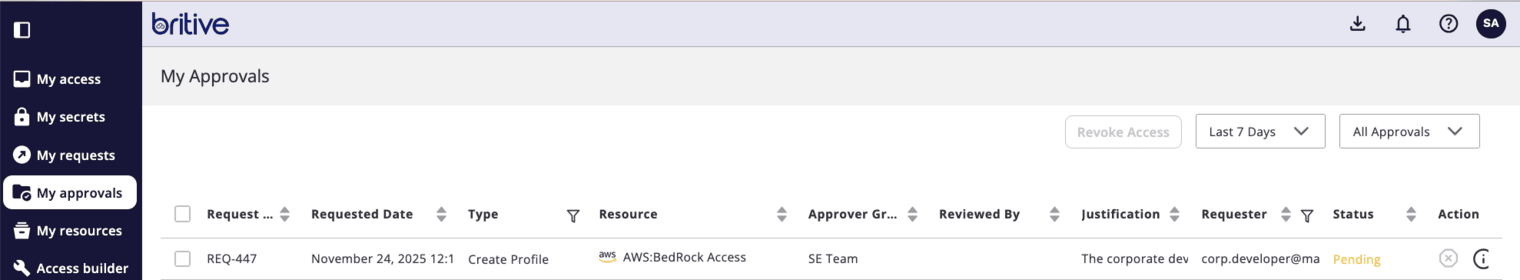 britive
SA
My access
My secrets
My requests
My approvals
My resources
Access builder
My Approvals
Revoke Access
Last 7 Days
All Approvals
Request ... Requested Date Type Resource Approver Gr... Reviewed By Justification Requester Status Action
REQ-447 November 24, 2025 12:1 Create Profile aws AWS:BedRock Access SE Team The corporate dev corp.developer@ma Pending